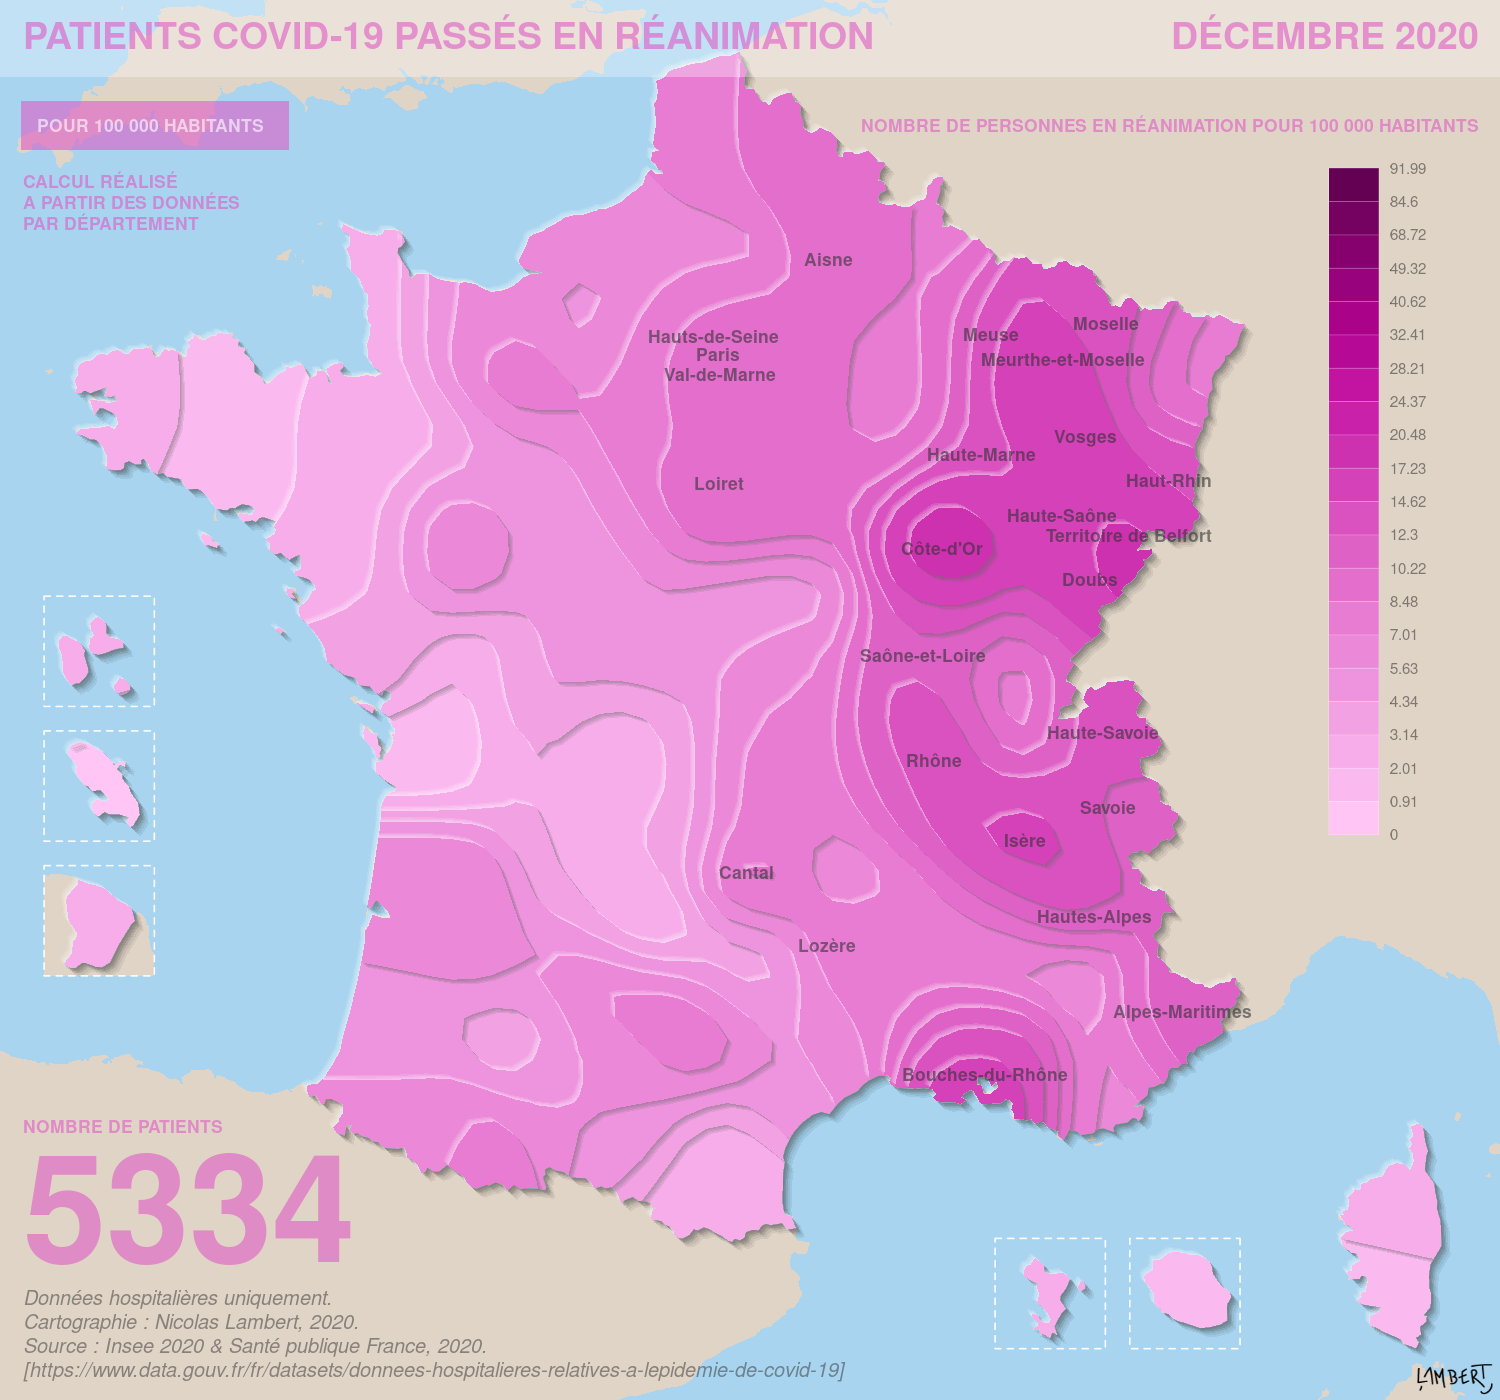 PATIENTS COVID-19 PASSÉS EN RÉANIMATION
DÉCEMBRE 2020
POUR 100 000 HABITANTS
CALCUL RÉALISÉ
A PARTIR DES DONNÉES
PAR DÉPARTEMENT
NOMBRE DE PERSONNES EN RÉANIMATION POUR 100 000 HABITANTS
91.99
84.6
68.72
49.32
40.62
32.41
28.21
24.37
20.48
17.23
14.62
12.3
10.22
8.48
7.01
5.63
4.34
3.14
2.01
0.91
0
Aisne
Hauts-de-Seine
Paris
Val-de-Marne
Meuse
Moselle
Meurthe-et-Moselle
Vosges
Haute-Marne
Loiret
Haut-Rhin
Haute-Saône
Territoire de Belfort
Côte-d'Or
Doubs
Saône-et-Loire
Haute-Savoie
Rhône
Savoie
Isère
Cantal
Hautes-Alpes
Lozère
Alpes-Maritimes
Bouches-du-Rhône
NOMBRE DE PATIENTS
5334
Données hospitalières uniquement.
Cartographie : Nicolas Lambert, 2020.
Source : Insee 2020 & Santé publique France, 2020.
[https://www.data.gouv.fr/fr/datasets/donnees-hospitalieres-relatives-a-lepidemie-de-covid-19]
LAMBERT